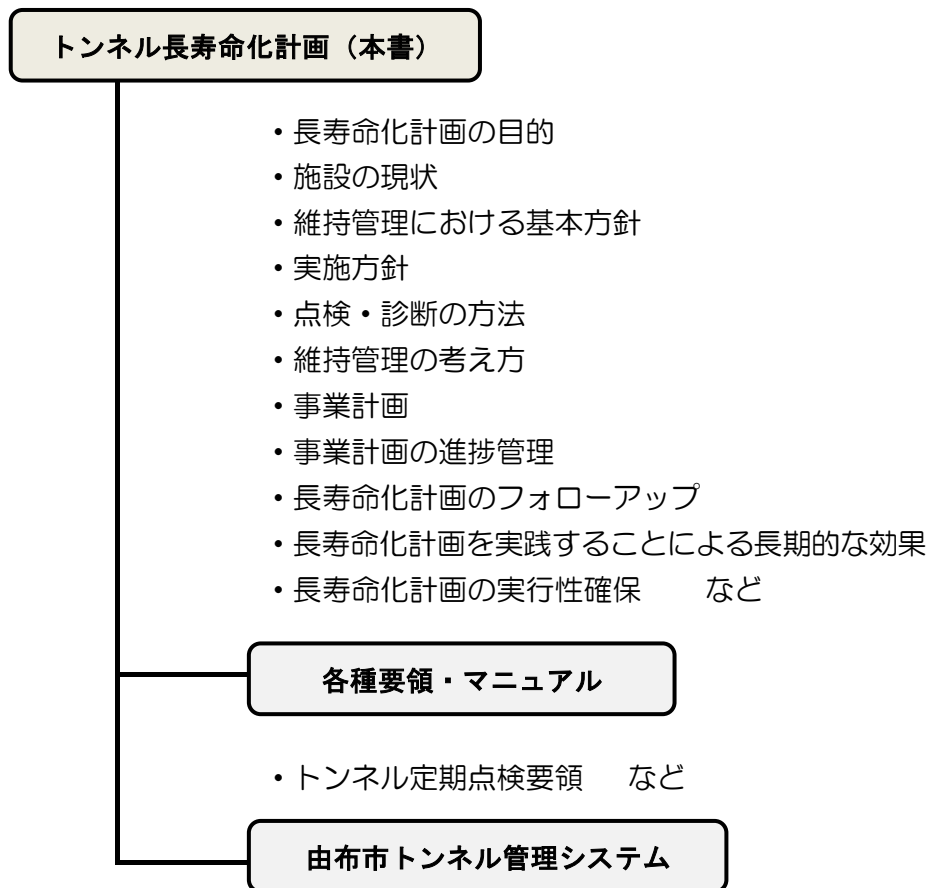 トンネル長寿命化計画（本書）
・長寿命化計画の目的
・施設の現状
・維持管理における基本方針
・実施方針
・点検・診断の方法
・維持管理の考え方
・事業計画
・事業計画の進捗管理
・長寿命化計画のフォローアップ
・長寿命化計画を実践することによる長期的な効果
・長寿命化計画の実行性確保　　など
各種要領・マニュアル
・トンネル定期点検要領　など
由布市トンネル管理システム